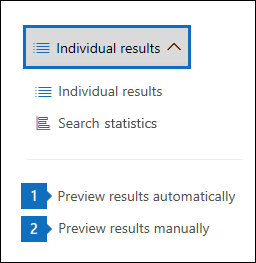 Individual results
Individual results
Search statistics
1 Preview results automatically
2 Preview results manually